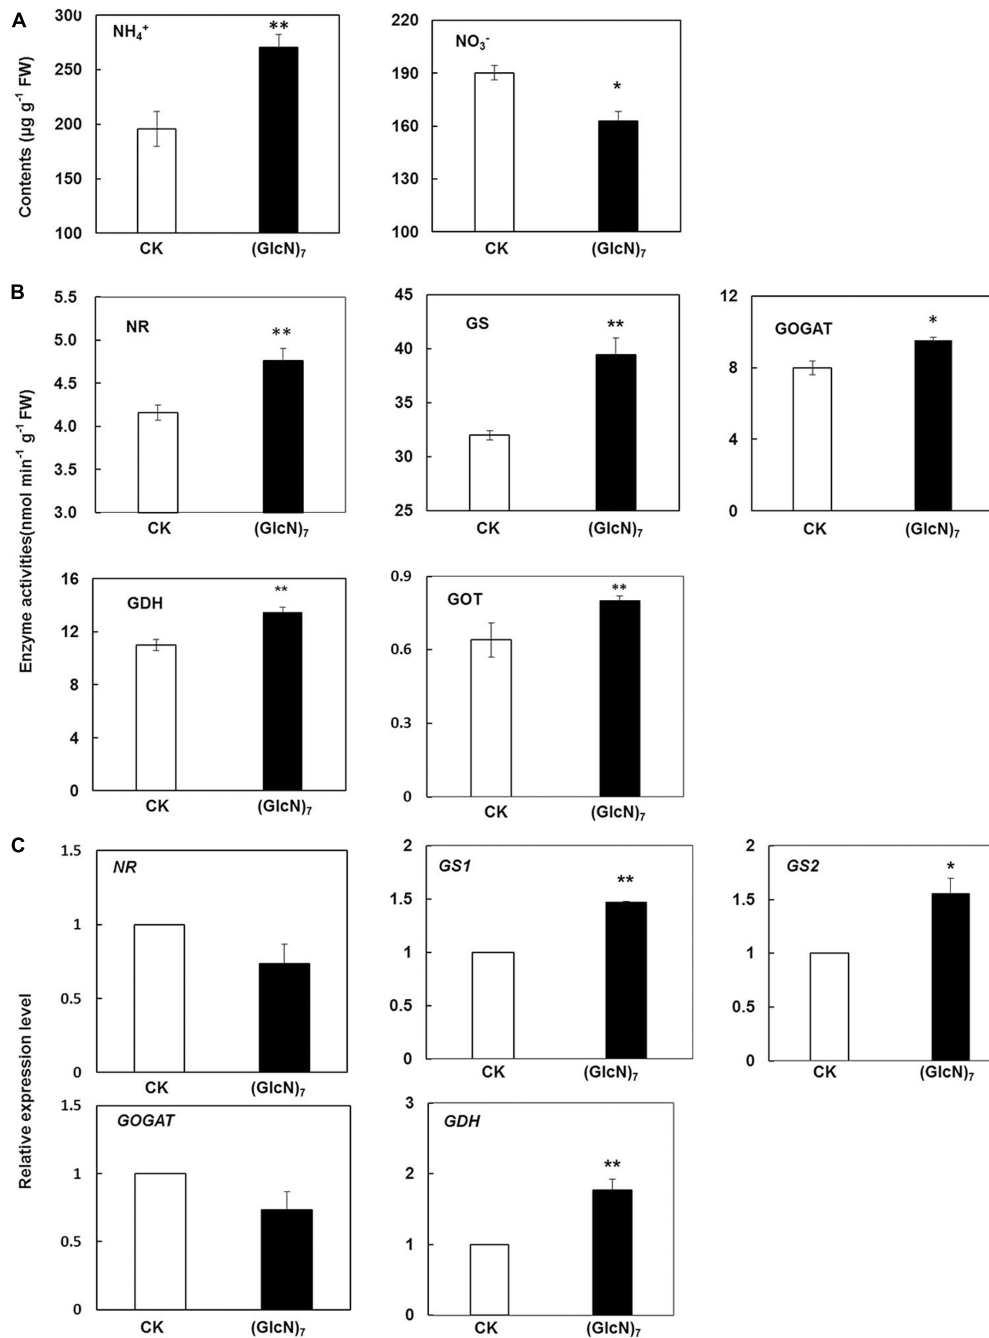 A
Contents (µg g⁻¹ FW)
300
250
200
150
100
NH₄⁺
**
CK
(GlcN)₇
220
190
160
130
100
NO₃⁻
*
CK
(GlcN)₇
B
Enzyme activities(nmol min⁻¹ g⁻¹ FW)
5.5
5.0
4.5
4.0
3.5
3.0
NR
**
CK
(GlcN)₇
45
40
35
30
25
GS
**
CK
(GlcN)₇
12
8
4
0
GOGAT
*
CK
(GlcN)₇
16
12
8
4
0
GDH
**
CK
(GlcN)₇
0.9
0.6
0.3
0
GOT
**
CK
(GlcN)₇
C
Relative expression level
1.5
1
0.5
0
NR
CK
(GlcN)₇
2
1.5
1
0.5
0
GS1
**
CK
(GlcN)₇
2
1.5
1
0.5
0
GS2
*
CK
(GlcN)₇
1.5
1
0.5
0
GOGAT
CK
(GlcN)₇
3
2
1
0
GDH
**
CK
(GlcN)₇